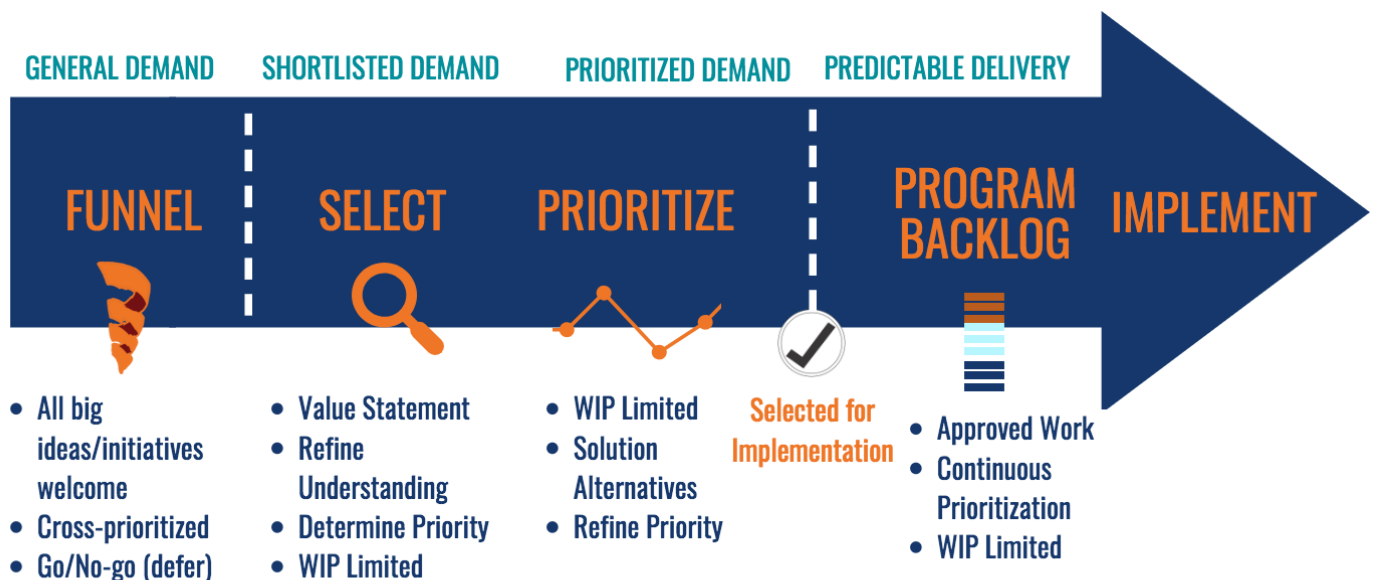 GENERAL DEMAND
SHORTLISTED DEMAND
PRIORITIZED DEMAND
PREDICTABLE DELIVERY
FUNNEL
SELECT
PRIORITIZE
PROGRAM
BACKLOG
IMPLEMENT
• All big
ideas/initiatives
welcome
• Cross-prioritized
• Go/No-go (defer)
• Value Statement
• Refine
Understanding
• Determine Priority
• WIP Limited
• WIP Limited
• Solution
Alternatives
• Refine Priority
Selected for
Implementation
• Approved Work
• Continuous
Prioritization
• WIP Limited